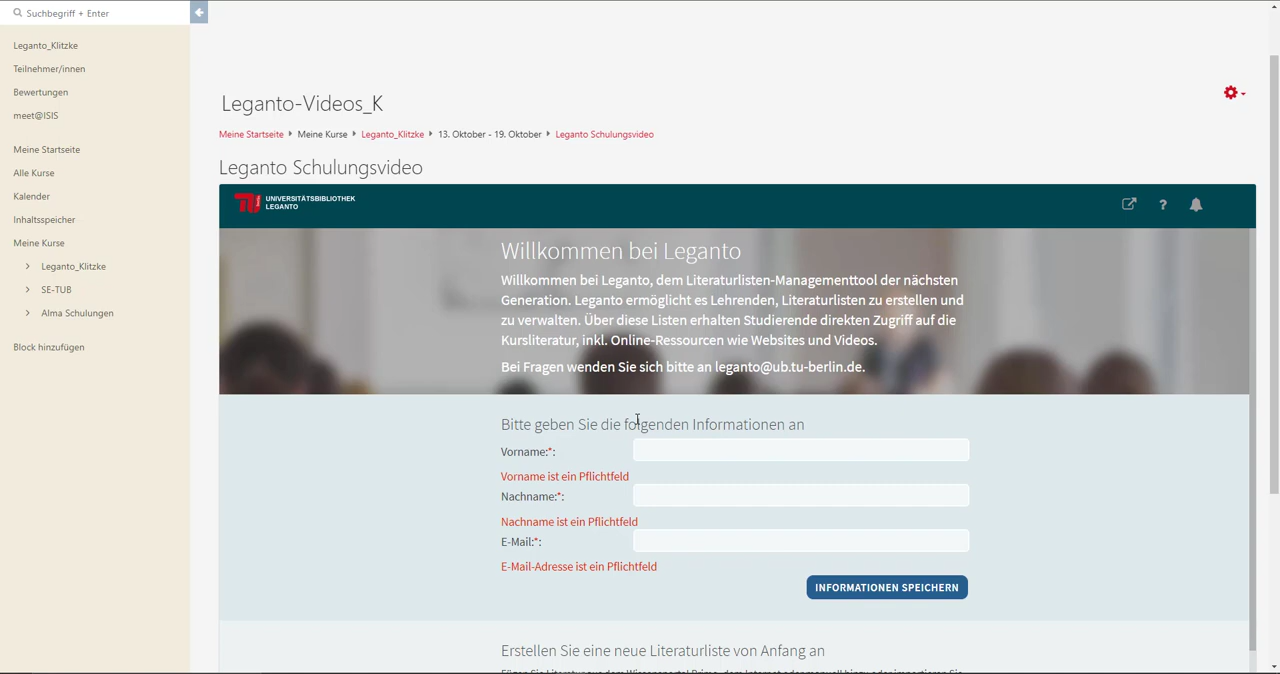 Suchbegriff + Enter
Leganto_Klitzke
Teilnehmer/innen
Bewertungen
meet@ISIS
Meine Startseite
Alle Kurse
Kalender
Inhaltsspeicher
Meine Kurse
Leganto_Klitzke
SE-TUB
Alma Schulungen
Block hinzufügen
Leganto-Videos_K
Meine Startseite Meine Kurse Leganto_Klitzke 13. Oktober - 19. Oktober Leganto Schulungsvideo
Leganto Schulungsvideo
UNIVERSITÄTSBIBLIOTHEK
LEGANTO
?
Willkommen bei Leganto
Willkommen bei Leganto, dem Literaturlisten-Managementtool der nächsten
Generation. Leganto ermöglicht es Lehrenden, Literaturlisten zu erstellen und
zu verwalten. Über diese Listen erhalten Studierende direkten Zugriff auf die
Kursliteratur, inkl. Online-Ressourcen wie Websites und Videos.
Bei Fragen wenden Sie sich bitte an leganto@ub.tu-berlin.de.
Bitte geben Sie die folgenden Informationen an
Vorname:*:
Vorname ist ein Pflichtfeld
Nachname:*:
Nachname ist ein Pflichtfeld
E-Mail:*:
E-Mail-Adresse ist ein Pflichtfeld
INFORMATIONEN SPEICHERN
Erstellen Sie eine neue Literaturliste von Anfang an